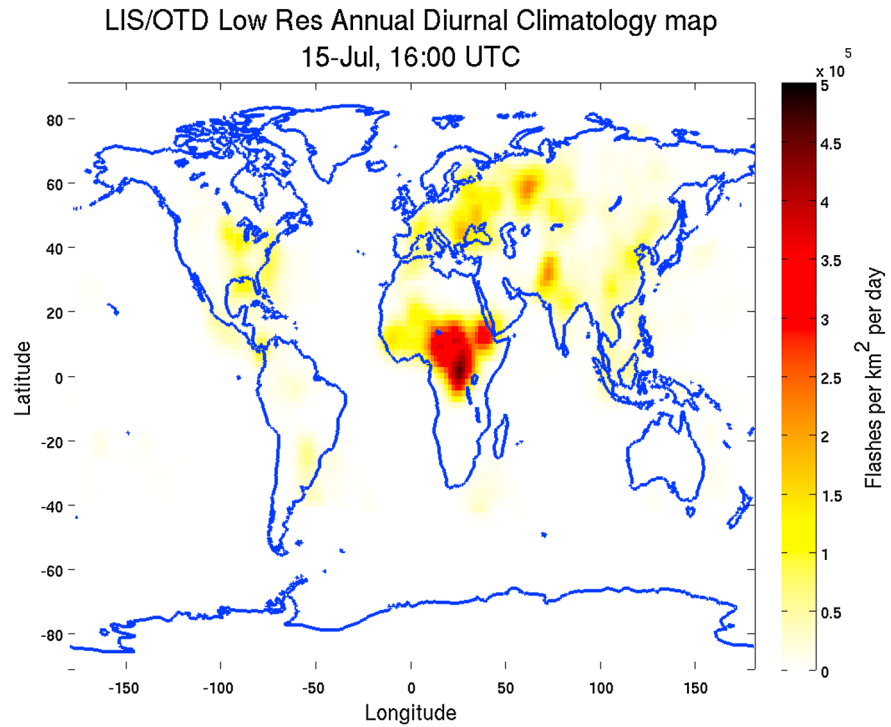 LIS/OTD Low Res Annual Diurnal Climatology map
15-Jul, 16:00 UTC
x 10^5
5
4.5
4
3.5
3
2.5
2
1.5
1
0.5
0
Flashes per km^2 per day
80
60
40
20
0
-20
-40
-60
-80
Latitude
-150 -100 -50 0 50 100 150
Longitude